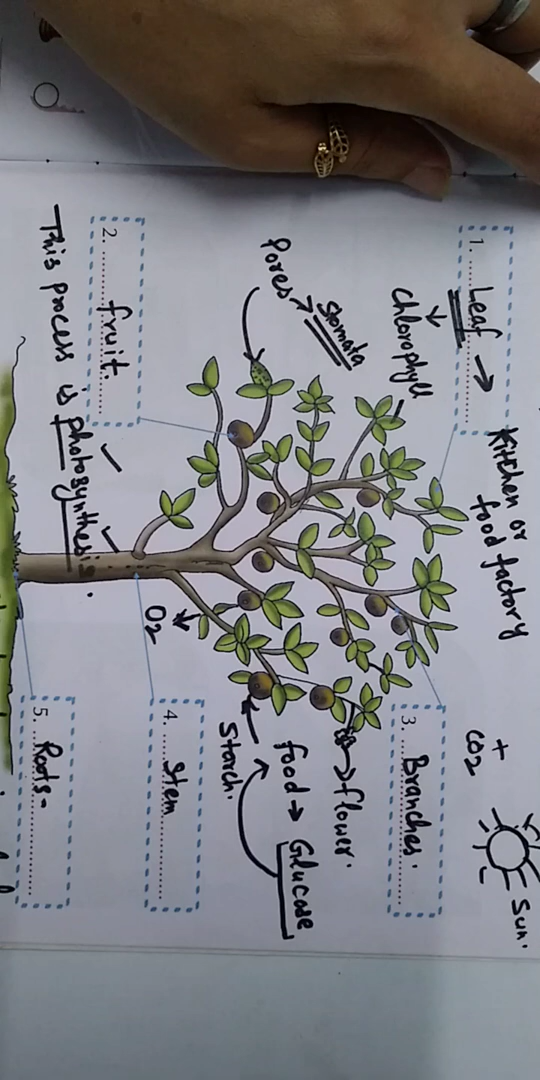 1. Leaf →
Kitchen or
food factory
chlorophyll
Pores → Stomata
2. fruit.
This process is photosynthesis.
+
CO2
Sun.
3. Branches.
flower.
food → Glucose
Starch.
O2
4. Stem
5. Roots-